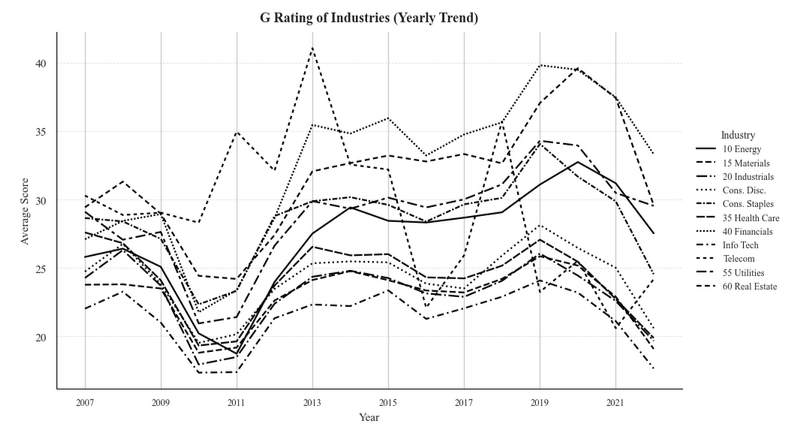 G Rating of Industries (Yearly Trend)
40
35
30
25
20
Average Score
2007
2009
2011
2013
2015
2017
2019
2021
Year
Industry
10 Energy
15 Materials
20 Industrials
Cons. Disc.
Cons. Staples
35 Health Care
40 Financials
Info Tech
Telecom
55 Utilities
60 Real Estate